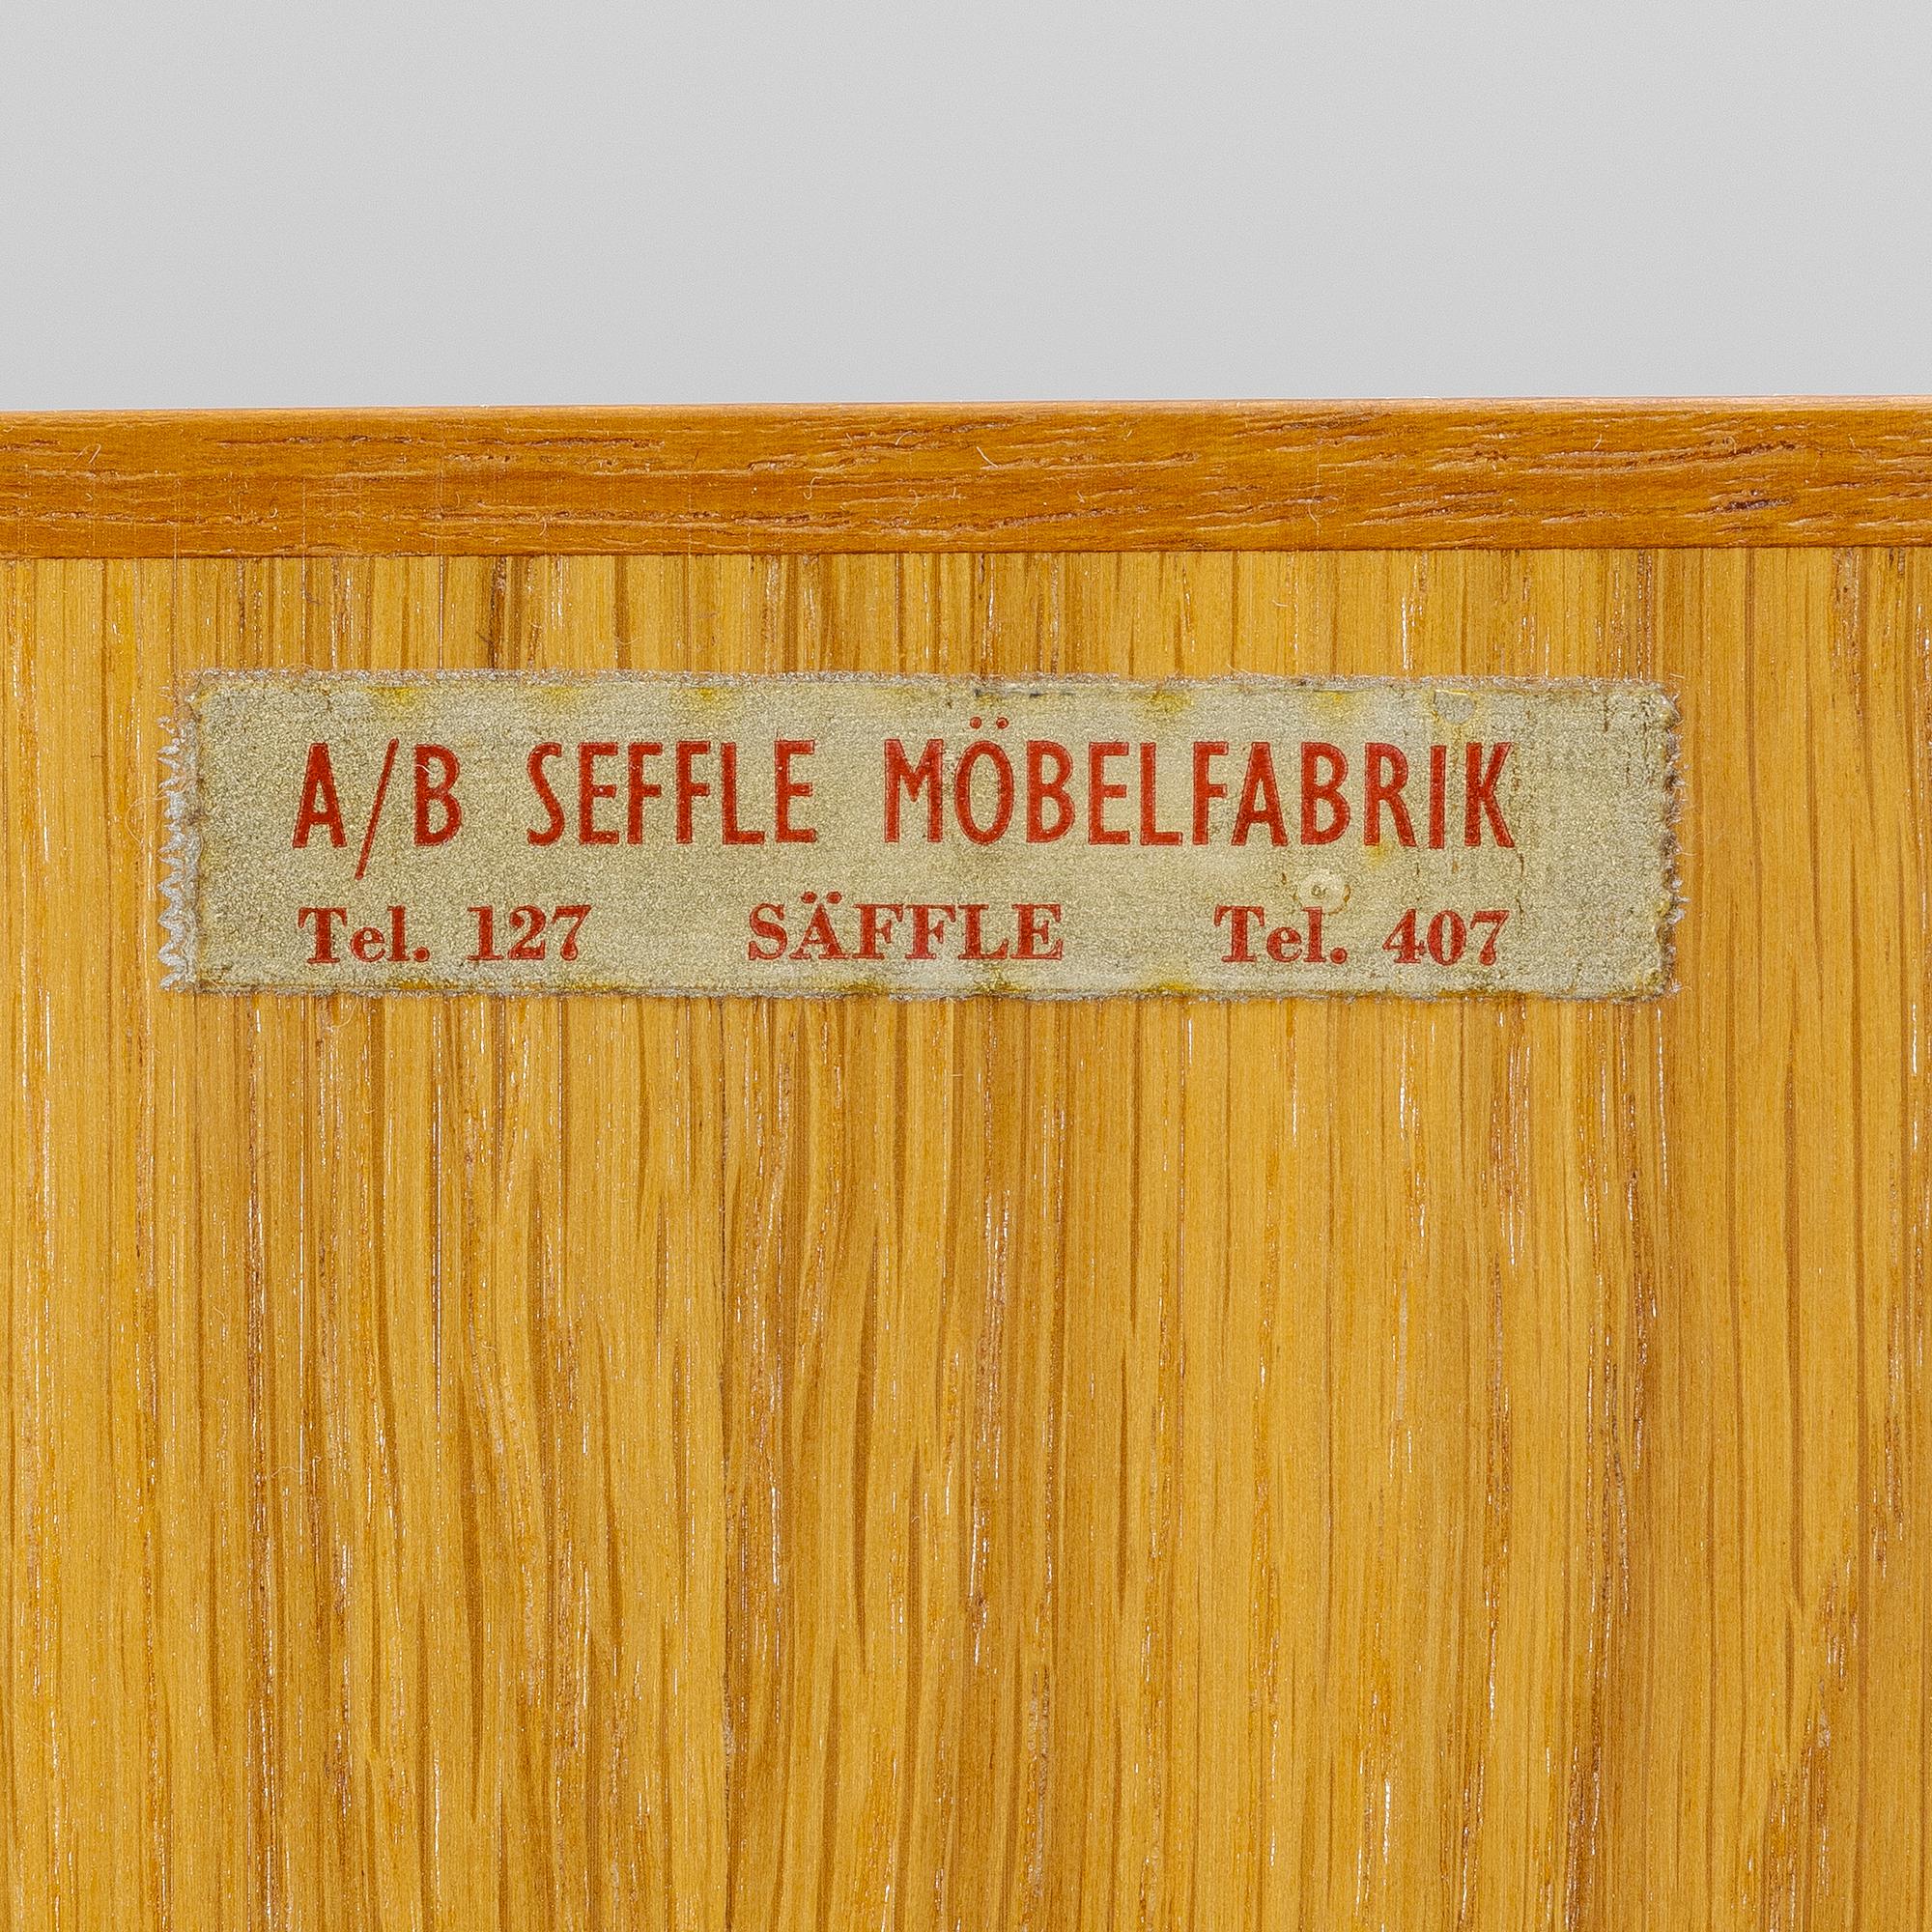 A/B SEFFLE MÖBELFABRIK
Tel. 127 SÄFFLE Tel. 407